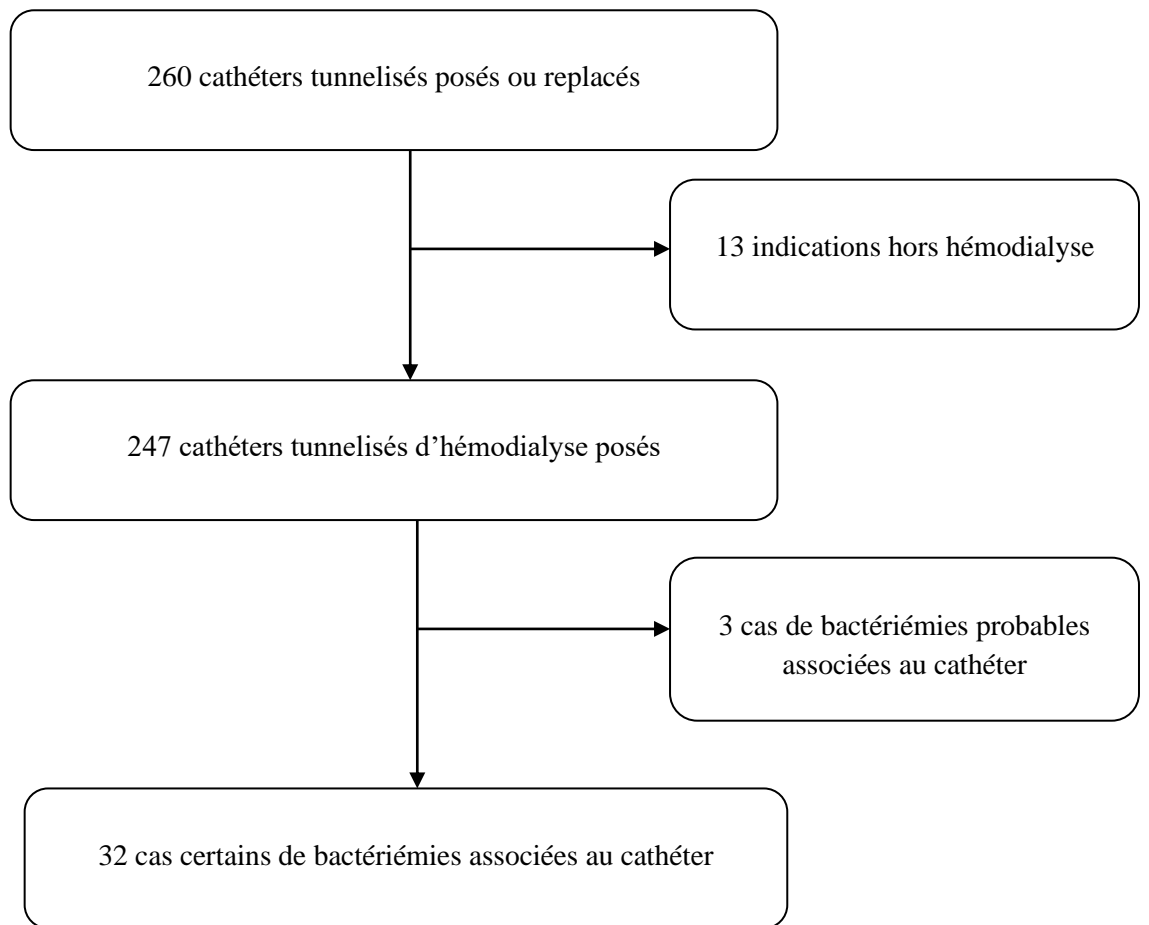 260 cathéters tunnelisés posés ou replacés
13 indications hors hémodialyse
247 cathéters tunnelisés d’hémodialyse posés
3 cas de bactériémies probables
associées au cathéter
32 cas certains de bactériémies associées au cathéter